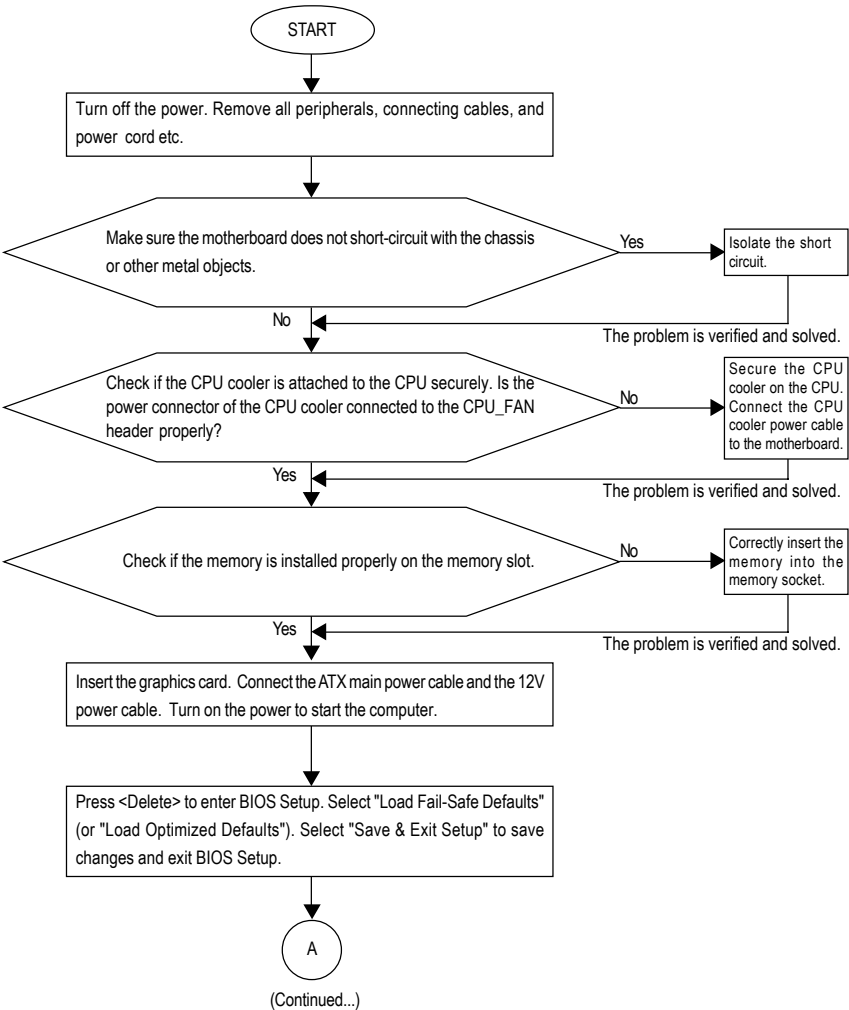 START
Turn off the power. Remove all peripherals, connecting cables, and
power cord etc.
Make sure the motherboard does not short-circuit with the chassis
or other metal objects.
Yes
Isolate the short
circuit.
No
The problem is verified and solved.
Check if the CPU cooler is attached to the CPU securely. Is the
power connector of the CPU cooler connected to the CPU_FAN
header properly?
No
Secure the CPU
cooler on the CPU.
Connect the CPU
cooler power cable
to the motherboard.
Yes
The problem is verified and solved.
Check if the memory is installed properly on the memory slot.
No
Correctly insert the
memory into the
memory socket.
Yes
The problem is verified and solved.
Insert the graphics card. Connect the ATX main power cable and the 12V
power cable. Turn on the power to start the computer.
Press <Delete> to enter BIOS Setup. Select "Load Fail-Safe Defaults"
(or "Load Optimized Defaults"). Select "Save & Exit Setup" to save
changes and exit BIOS Setup.
A
(Continued...)